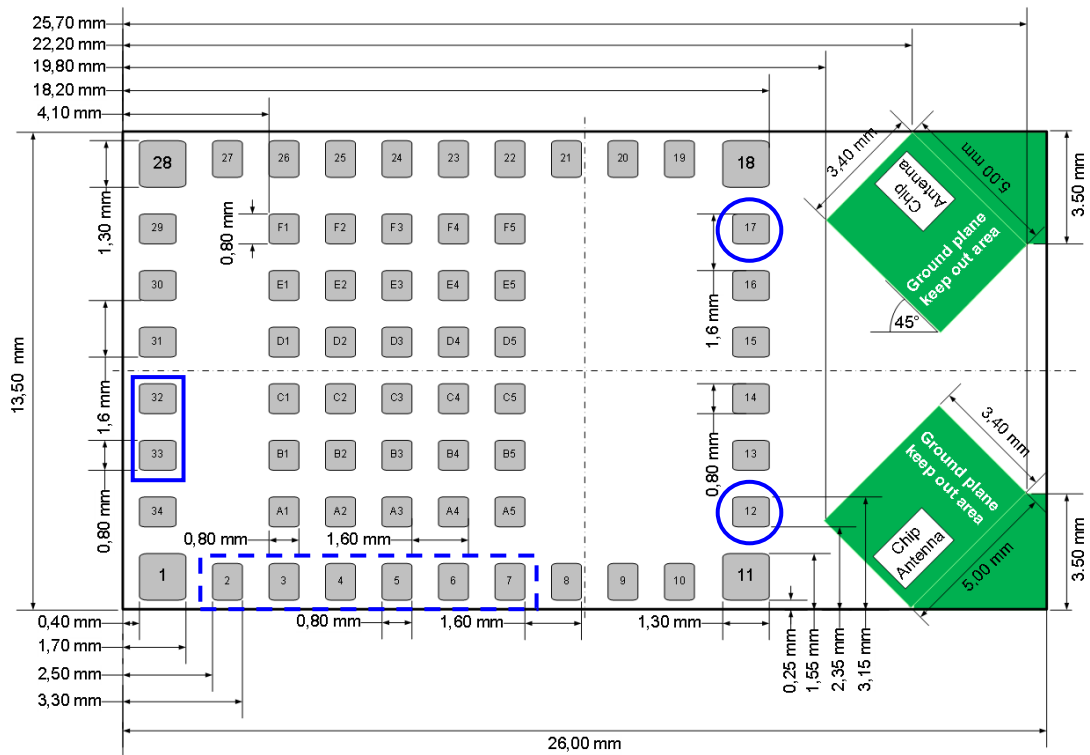 25,70 mm
22,20 mm
19,80 mm
18,20 mm
4,10 mm
28 27 26 25 24 23 22 21 20 19 18
3,40 mm
5,00 mm
Chip
Antenna
Ground plane
keep out area
3,50 mm
45°
1,30 mm
0,80 mm
29 F1 F2 F3 F4 F5 17
30 E1 E2 E3 E4 E5 16
1,6 mm
31 D1 D2 D3 D4 D5 15
13,50 mm
1,6 mm
32 C1 C2 C3 C4 C5 14
0,80 mm
33 B1 B2 B3 B4 B5 13
0,80 mm
34 A1 A2 A3 A4 A5 12
3,40 mm
Ground plane
keep out area
Chip
Antenna
5,00 mm
3,50 mm
0,80 mm 1,60 mm
1 2 3 4 5 6 7 8 9 10 11
0,40 mm
0,80 mm 1,60 mm 1,30 mm
1,70 mm
2,50 mm
3,30 mm
0,25 mm
1,55 mm
2,35 mm
3,15 mm
26,00 mm